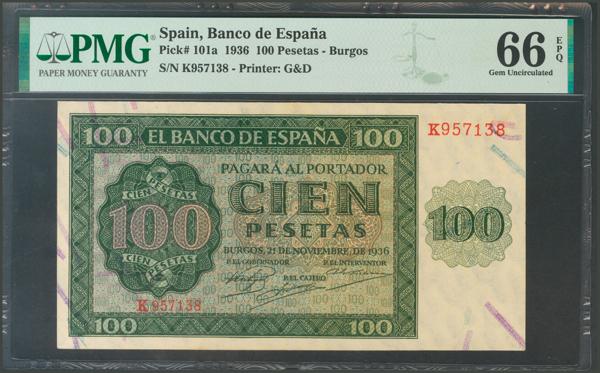 PMG
PAPER MONEY GUARANTY
Spain, Banco de España
Pick# 101a 1936 100 Pesetas - Burgos
S/N K957138 - Printer: G&D
66 EPQ
Gem Uncirculated
100 EL BANCO DE ESPAÑA 100
K957138
PAGARÁ AL PORTADOR
CIEN PESETAS
100
CIEN PESETAS
CIEN
PESETAS
100
BURGOS, 21 DE NOVIEMBRE, DE 1936
P. EL GOBERNADOR
P. EL INTERVENTOR
P. EL CAJERO
K957138
100
100